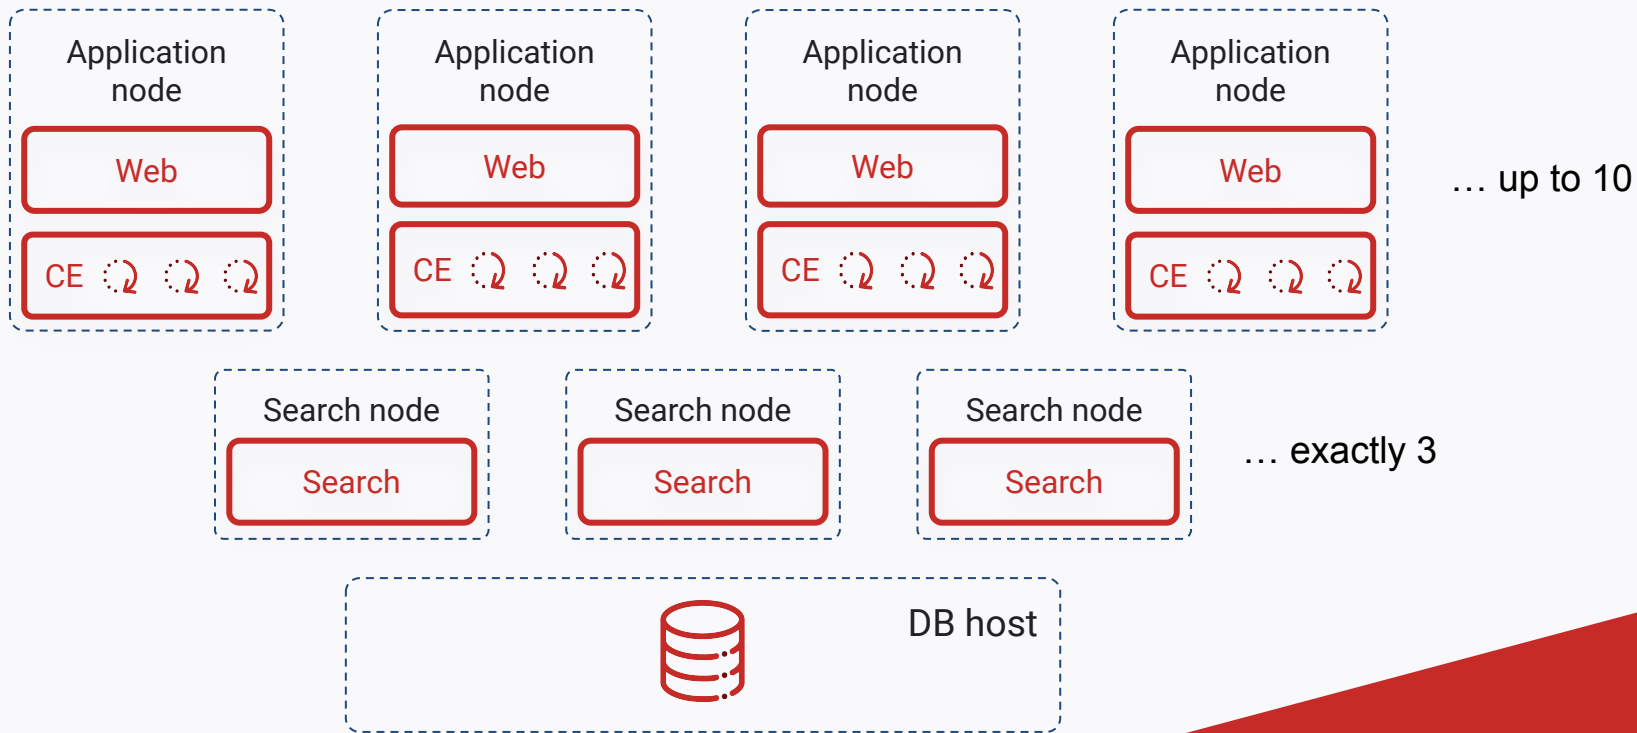 Application
node
Web
CE
Application
node
Web
CE
Application
node
Web
CE
Application
node
Web
CE
… up to 10
Search node
Search
Search node
Search
Search node
Search
… exactly 3
DB host